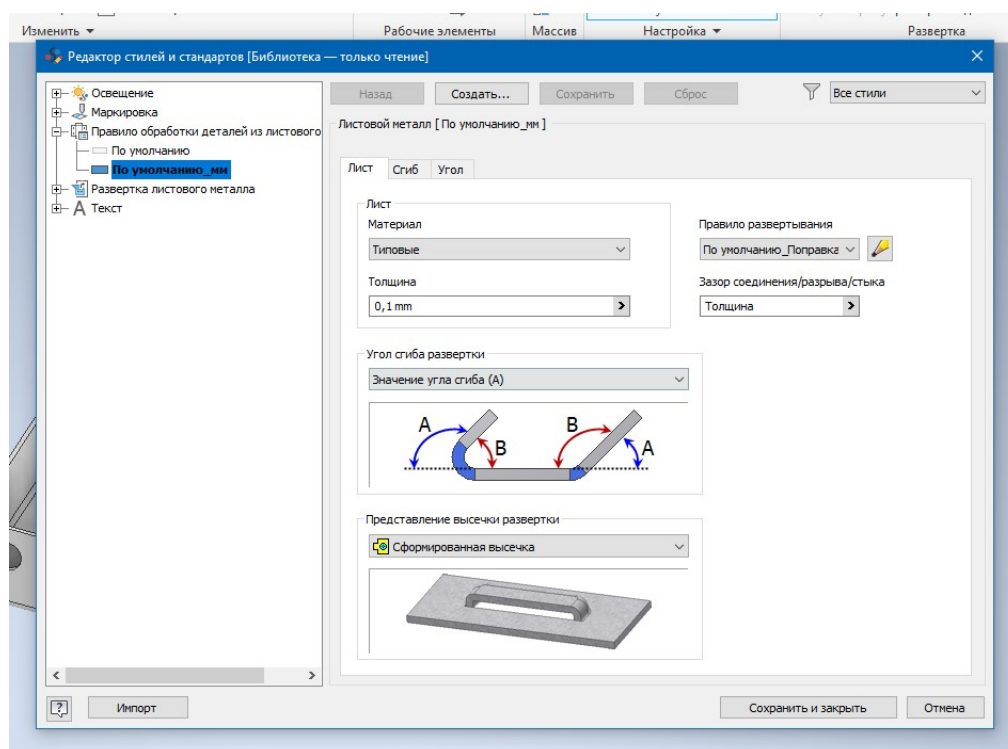 Изменить
Рабочие элементы
Массив
Настройка
Развертка
Редактор стилей и стандартов [Библиотека — только чтение]
Освещение
Маркировка
Правило обработки деталей из листового
По умолчанию
По умолчанию_мм
Развертка листового металла
Текст
Назад
Создать...
Сохранить
Сброс
Все стили
Листовой металл [ По умолчанию_мм ]
Лист
Сгиб
Угол
Лист
Материал
Типовые
Толщина
0,1 mm
Правило развертывания
По умолчанию_Поправка
Зазор соединения/разрыва/стыка
Толщина
Угол сгиба развертки
Значение угла сгиба (A)
A
B
B
A
Представление высечки развертки
Сформированная высечка
Импорт
Сохранить и закрыть
Отмена